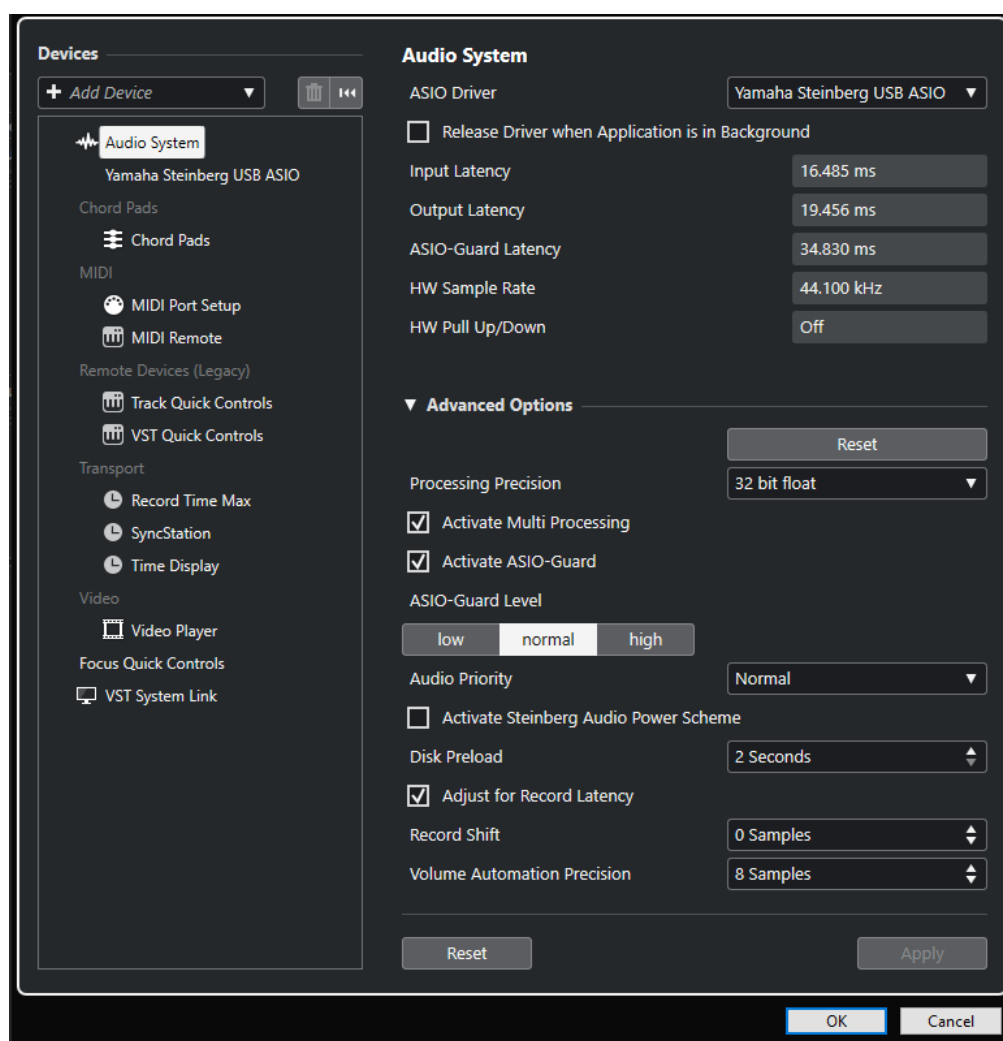 Devices
Add Device
Audio System
Yamaha Steinberg USB ASIO
Chord Pads
Chord Pads
MIDI
MIDI Port Setup
MIDI Remote
Remote Devices (Legacy)
Track Quick Controls
VST Quick Controls
Transport
Record Time Max
SyncStation
Time Display
Video
Video Player
Focus Quick Controls
VST System Link
Audio System
ASIO Driver Yamaha Steinberg USB ASIO
Release Driver when Application is in Background
Input Latency 16.485 ms
Output Latency 19.456 ms
ASIO-Guard Latency 34.830 ms
HW Sample Rate 44.100 kHz
HW Pull Up/Down Off
Advanced Options
Reset
Processing Precision 32 bit float
Activate Multi Processing
Activate ASIO-Guard
ASIO-Guard Level
low normal high
Audio Priority Normal
Activate Steinberg Audio Power Scheme
Disk Preload 2 Seconds
Adjust for Record Latency
Record Shift 0 Samples
Volume Automation Precision 8 Samples
Reset Apply
OK Cancel